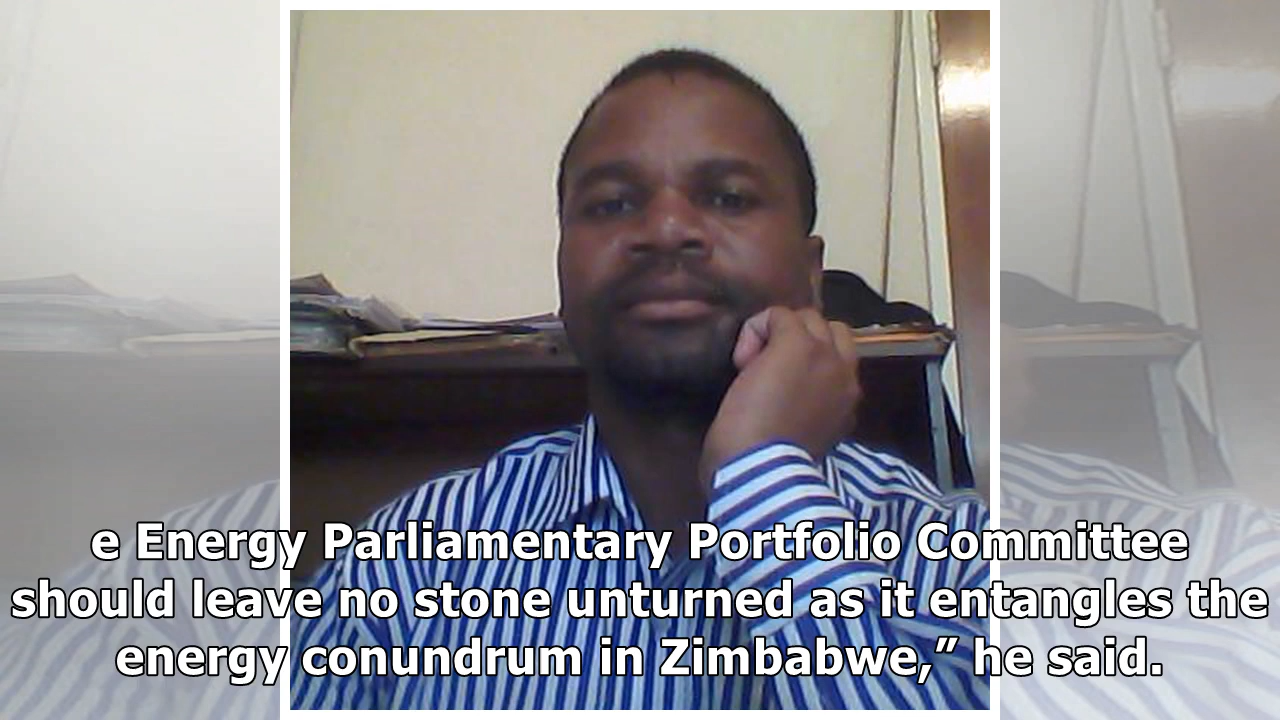 e Energy Parliamentary Portfolio Committee
should leave no stone unturned as it entangles the
energy conundrum in Zimbabwe,” he said.